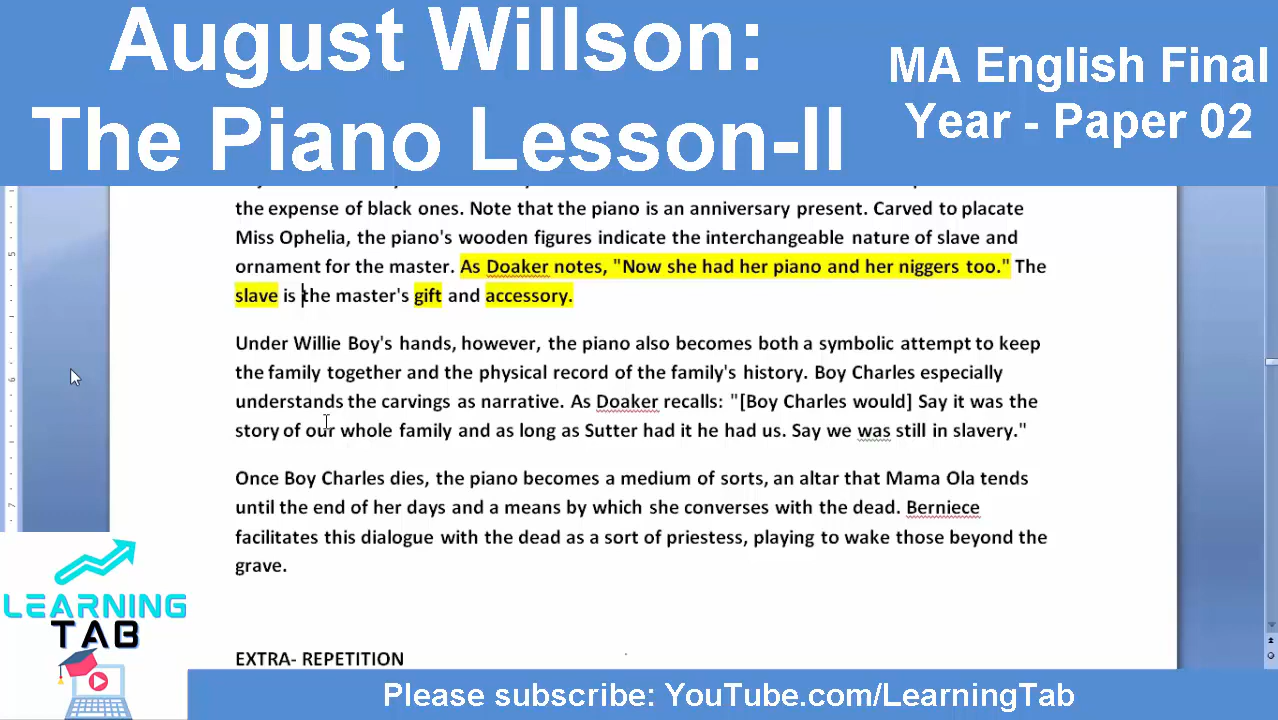 August Willson:
The Piano Lesson-II
MA English Final
Year - Paper 02
the expense of black ones. Note that the piano is an anniversary present. Carved to placate
Miss Ophelia, the piano's wooden figures indicate the interchangeable nature of slave and
ornament for the master. As Doaker notes, "Now she had her piano and her niggers too." The
slave is the master's gift and accessory.
Under Willie Boy's hands, however, the piano also becomes both a symbolic attempt to keep
the family together and the physical record of the family's history. Boy Charles especially
understands the carvings as narrative. As Doaker recalls: "[Boy Charles would] Say it was the
story of our whole family and as long as Sutter had it he had us. Say we was still in slavery."
Once Boy Charles dies, the piano becomes a medium of sorts, an altar that Mama Ola tends
until the end of her days and a means by which she converses with the dead. Berniece
facilitates this dialogue with the dead as a sort of priestess, playing to wake those beyond the
grave.
EXTRA- REPETITION
5
6
7
LEARNING
TAB
Please subscribe: YouTube.com/LearningTab